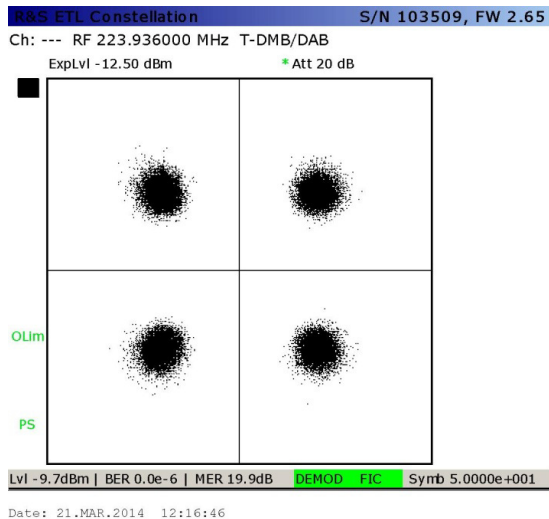 R&S ETL Constellation S/N 103509, FW 2.65
Ch: --- RF 223.936000 MHz T-DMB/DAB
ExpLvl -12.50 dBm * Att 20 dB
OLim
PS
Lvl -9.7dBm | BER 0.0e-6 | MER 19.9dB DEMOD FIC Symb 5.0000e+001
Date: 21.MAR.2014 12:16:46